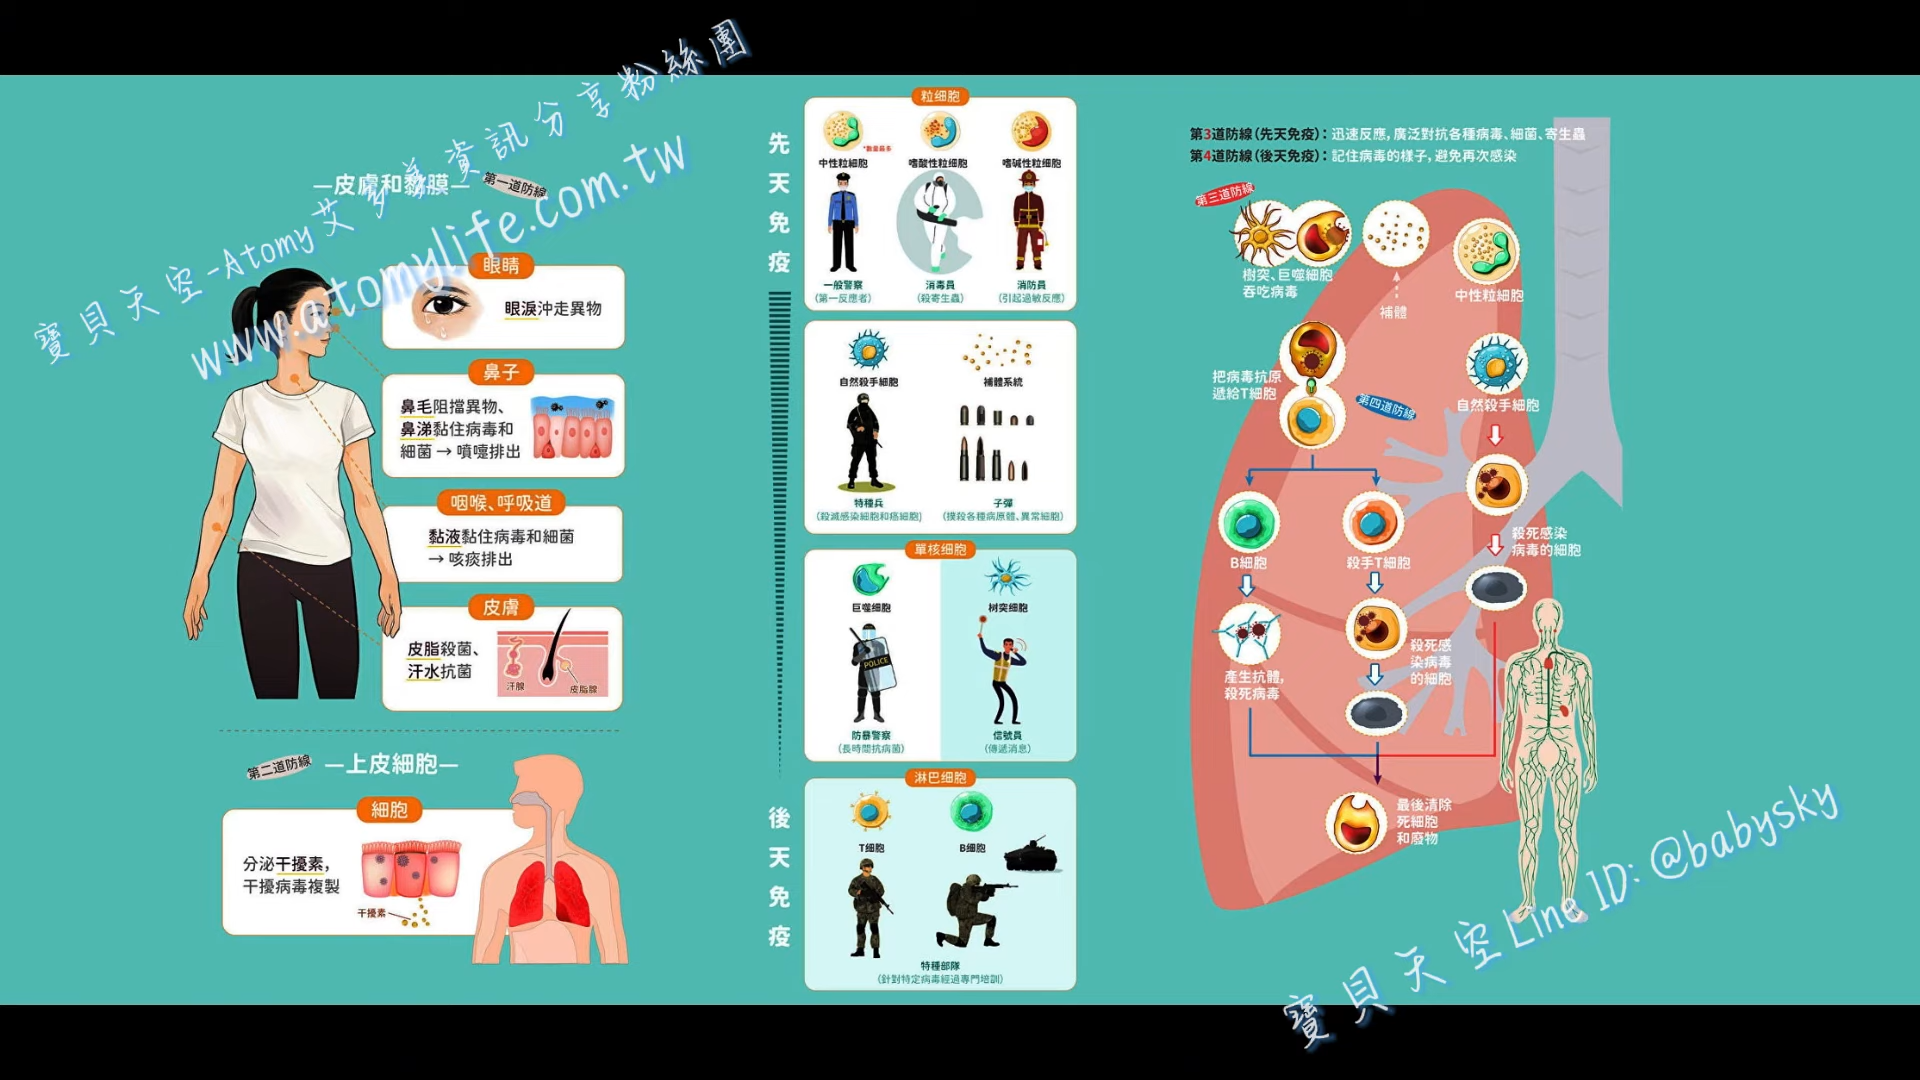 寶貝天空-Atomy艾多美資訊分享粉絲團
www.atomylife.com.tw
—皮膚和黏膜—
第一道防線
眼睛
眼淚沖走異物
鼻子
鼻毛阻擋異物、
鼻涕黏住病毒和
細菌 → 噴嚏排出
咽喉、呼吸道
黏液黏住病毒和細菌
→ 咳痰排出
皮膚
皮脂殺菌、
汗水抗菌
汗腺
皮脂腺
第二道防線
—上皮細胞—
細胞
分泌干擾素，
干擾病毒複製
干擾素
先天免疫
後天免疫
粒细胞
*數量最多
中性粒細胞
嗜酸性粒细胞
嗜碱性粒细胞
一般警察
(第一反應者)
消毒員
(殺寄生蟲)
消防員
(引起過敏反應)
自然殺手細胞
補體系統
特種兵
(殺滅感染細胞和癌細胞)
子彈
(撲殺各種病原體、異常細胞)
單核细胞
巨噬细胞
树突细胞
POLICE
防暴警察
(長時間抗病菌)
信號員
(傳遞消息)
淋巴细胞
T细胞
B细胞
特種部隊
(針對特定病毒經過專門培訓)
第3道防線（先天免疫）：迅速反應，廣泛對抗各種病毒、細菌、寄生蟲
第4道防線（後天免疫）：記住病毒的樣子，避免再次感染
第三道防線
樹突、巨噬細胞
吞吃病毒
補體
中性粒細胞
把病毒抗原
遞給T細胞
第四道防線
自然殺手細胞
B細胞
殺手T細胞
殺死感染
病毒的細胞
產生抗體，
殺死病毒
殺死感
染病毒
的細胞
最後清除
死細胞
和廢物
寶貝天空Line ID: @babysky